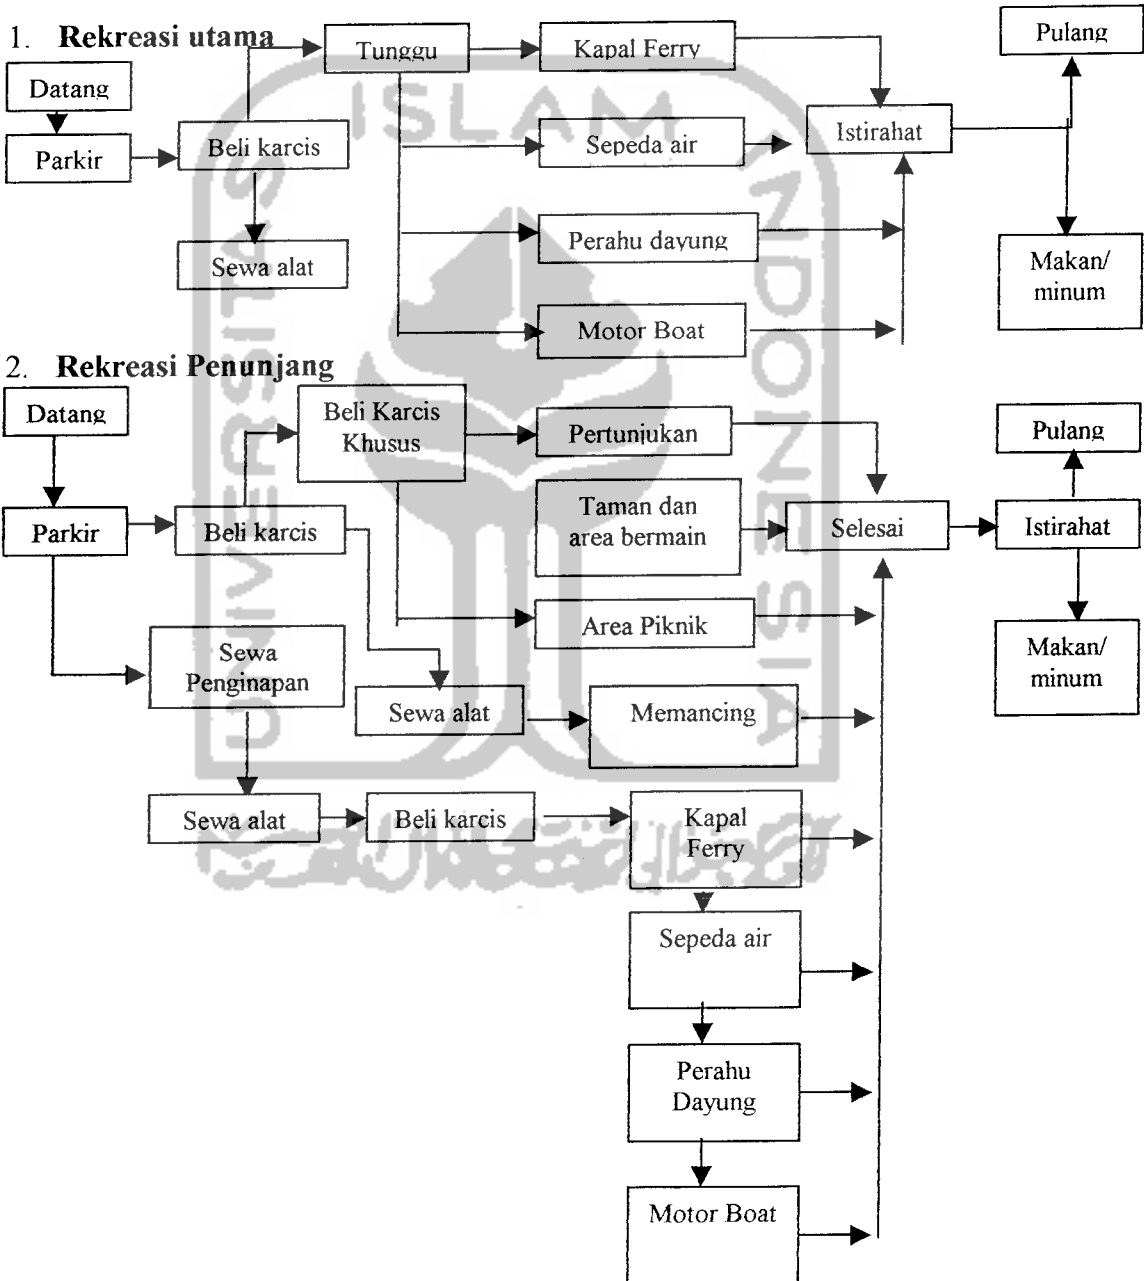 1. Rekreasi utama
Datang
Parkir
Beli karcis
Sewa alat
Tunggu
Kapal Ferry
Sepeda air
Perahu dayung
Motor Boat
Istirahat
Pulang
Makan/
minum
2. Rekreasi Penunjang
Datang
Parkir
Beli karcis
Beli Karcis
Khusus
Pertunjukan
Taman dan
area bermain
Area Piknik
Sewa
Penginapan
Sewa alat
Memancing
Selesai
Istirahat
Pulang
Makan/
minum
Sewa alat
Beli karcis
Kapal
Ferry
Sepeda air
Perahu
Dayung
Motor Boat
UNIVERSITAS
ISLAM
INDONESIA